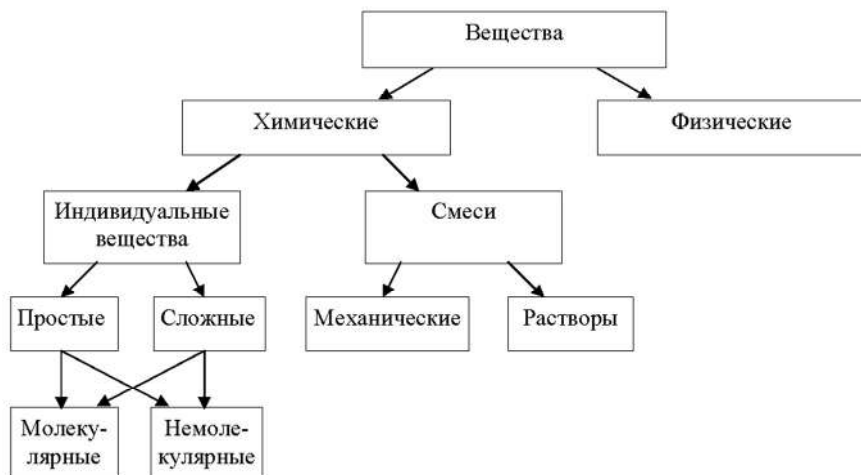 Вещества
Химические
Физические
Индивидуальные
вещества
Смеси
Простые
Сложные
Механические
Растворы
Молеку-
лярные
Немоле-
кулярные